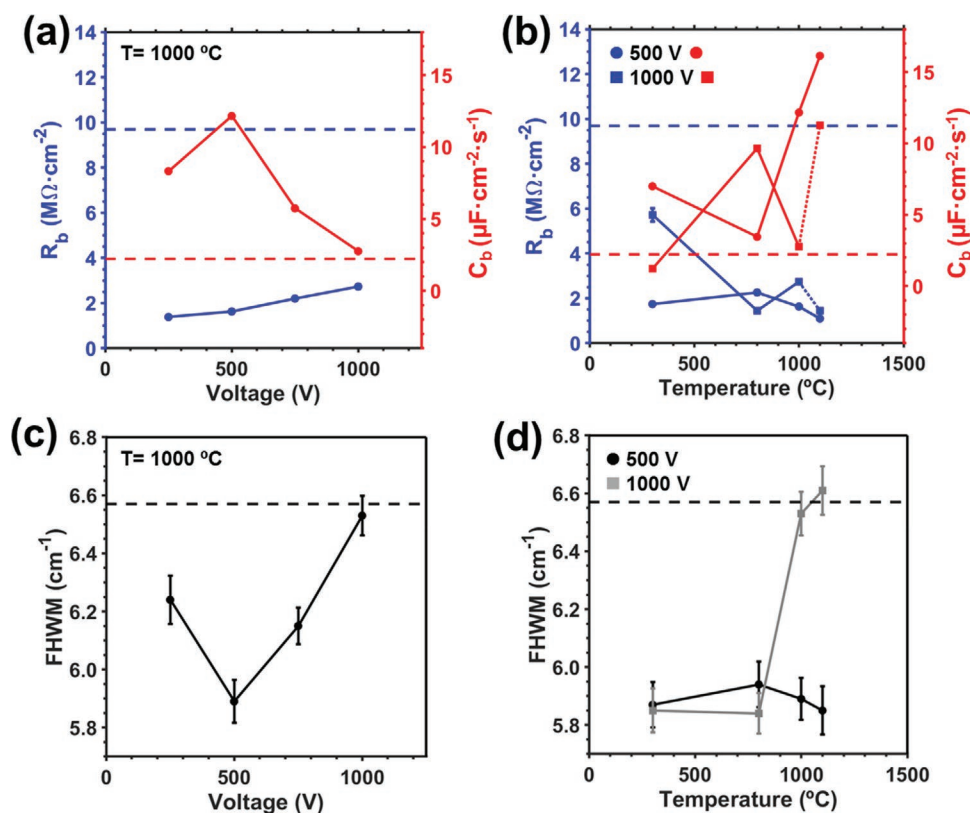 (a)
T= 1000 ºC
14
12
10
8
6
4
2
0
R_b (MΩ·cm⁻²)
15
10
5
0
C_b (µF·cm⁻²·s⁻¹)
0 500 1000
Voltage (V)
(b)
500 V
1000 V
14
12
10
8
6
4
2
0
R_b (MΩ·cm⁻²)
15
10
5
0
C_b (µF·cm⁻²·s⁻¹)
0 500 1000 1500
Temperature (ºC)
(c)
T= 1000 ºC
6.8
6.6
6.4
6.2
6.0
5.8
FHWM (cm⁻¹)
0 500 1000
Voltage (V)
(d)
500 V
1000 V
6.8
6.6
6.4
6.2
6.0
5.8
FHWM (cm⁻¹)
0 500 1000 1500
Temperature (ºC)